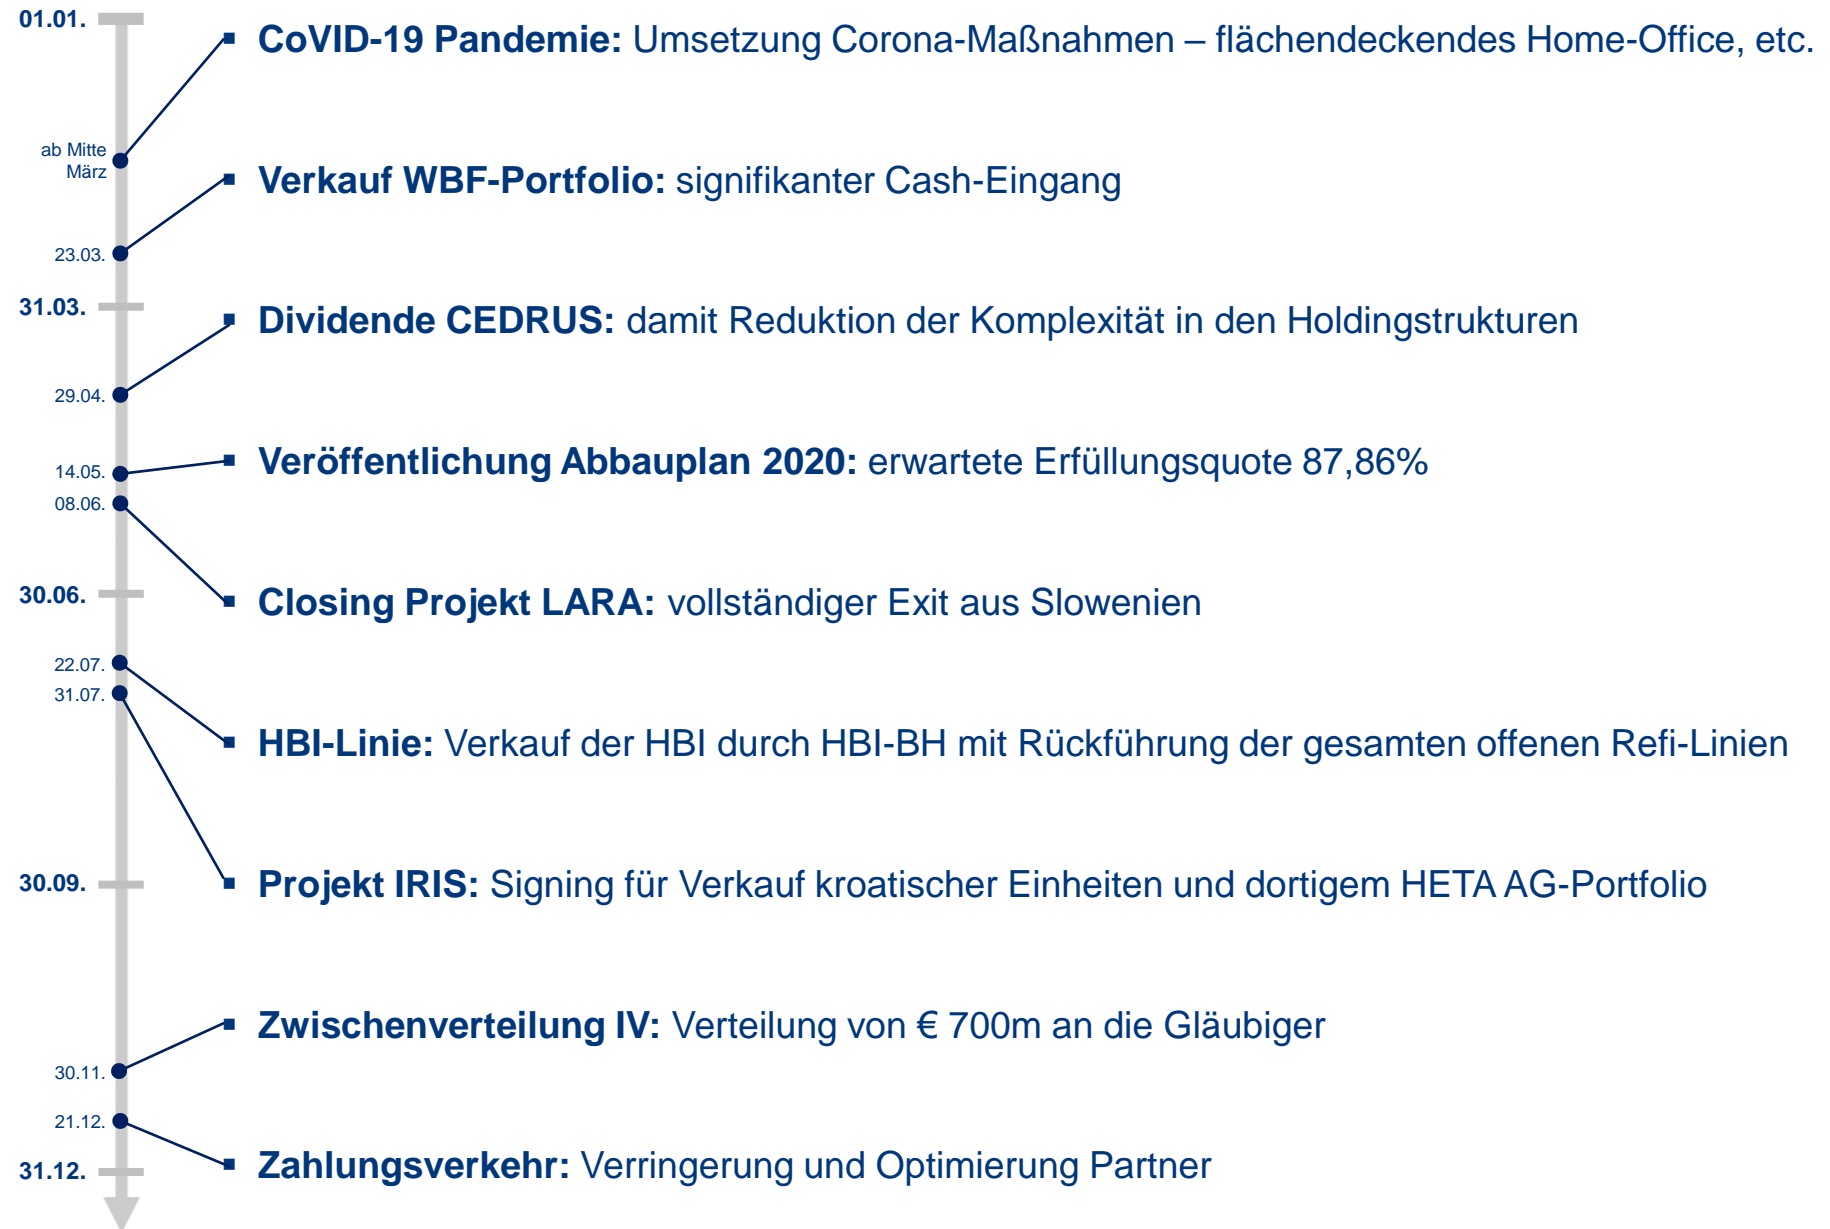 01.01.
CoVID-19 Pandemie: Umsetzung Corona-Maßnahmen – flächendeckendes Home-Office, etc.
ab Mitte
März
Verkauf WBF-Portfolio: signifikanter Cash-Eingang
23.03.
31.03.
Dividende CEDRUS: damit Reduktion der Komplexität in den Holdingstrukturen
29.04.
Veröffentlichung Abbauplan 2020: erwartete Erfüllungsquote 87,86%
14.05.
08.06.
30.06.
Closing Projekt LARA: vollständiger Exit aus Slowenien
22.07.
31.07.
HBI-Linie: Verkauf der HBI durch HBI-BH mit Rückführung der gesamten offenen Refi-Linien
30.09.
Projekt IRIS: Signing für Verkauf kroatischer Einheiten und dortigem HETA AG-Portfolio
Zwischenverteilung IV: Verteilung von € 700m an die Gläubiger
30.11.
21.12.
31.12.
Zahlungsverkehr: Verringerung und Optimierung Partner